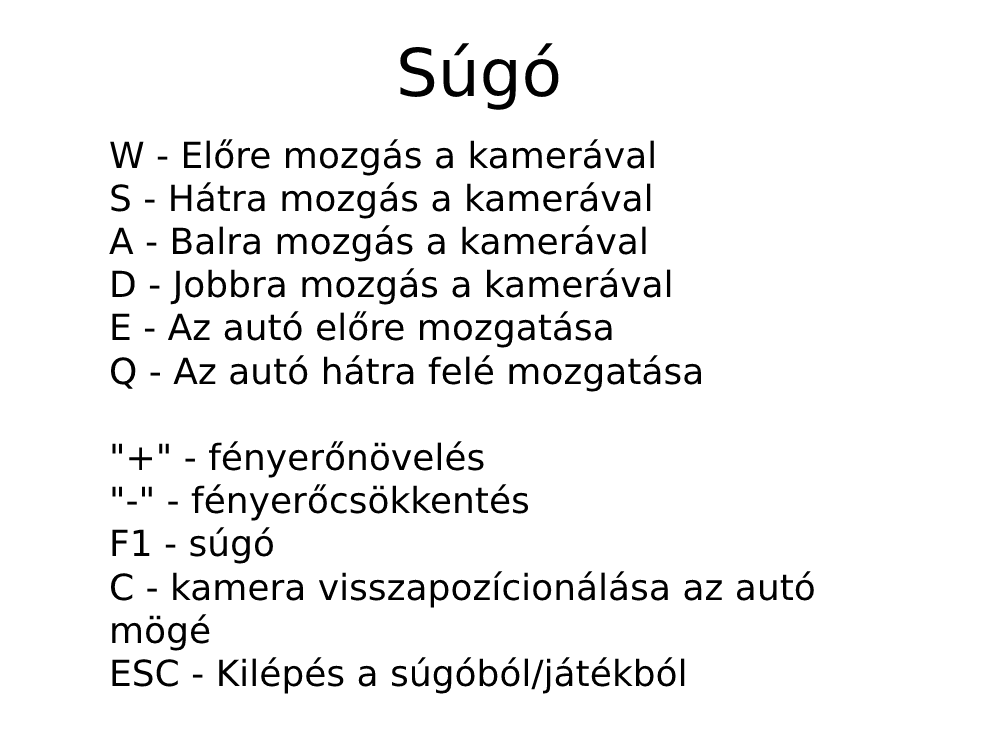 Súgó
W - Előre mozgás a kamerával
S - Hátra mozgás a kamerával
A - Balra mozgás a kamerával
D - Jobbra mozgás a kamerával
E - Az autó előre mozgatása
Q - Az autó hátra felé mozgatása
"+" - fényerőnövelés
"-" - fényerőcsökkentés
F1 - súgó
C - kamera visszapozícionálása az autó
mögé
ESC - Kilépés a súgóból/játékból